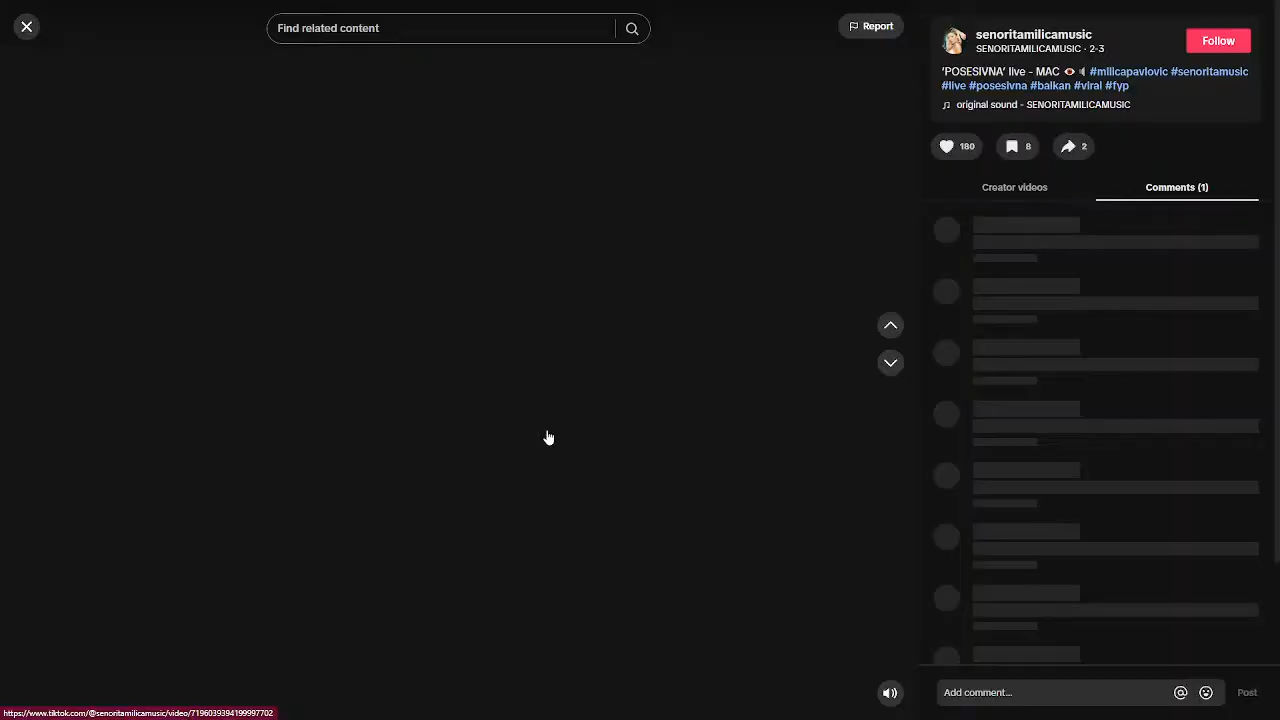 Find related content
Report
senoritamilicamusic
SENORITAMILICAMUSIC · 2-3
Follow
'POSESIVNA' live - MAC 👁️🔈 #milicapavlovic #senoritamusic
#live #posesivna #balkan #viral #fyp
original sound - SENORITAMILICAMUSIC
180
8
2
Creator videos
Comments (1)
Add comment...
Post
https://www.tiktok.com/@senoritamilicamusic/video/7196039394199997702